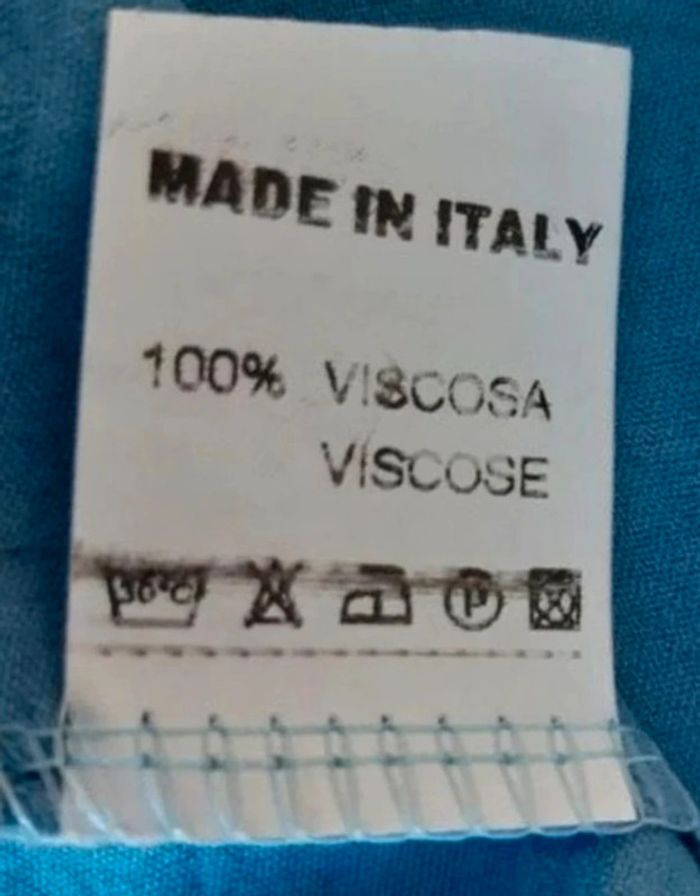 MADE IN ITALY
100% VISCOSA
VISCOSE
30°C P